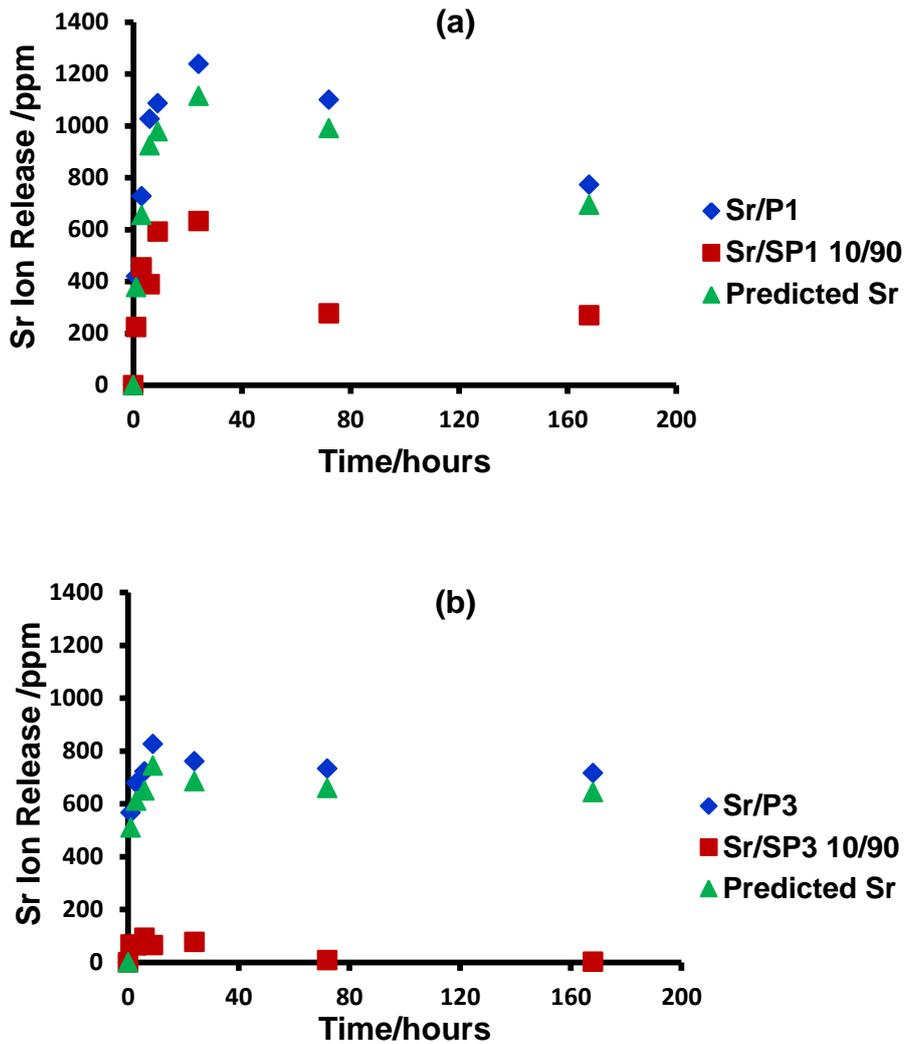 (a)
Sr Ion Release /ppm
1400
1200
1000
800
600
400
200
0
0 40 80 120 160 200
Time/hours
Sr/P1
Sr/SP1 10/90
Predicted Sr
(b)
Sr Ion Release /ppm
1400
1200
1000
800
600
400
200
0
0 40 80 120 160 200
Time/hours
Sr/P3
Sr/SP3 10/90
Predicted Sr